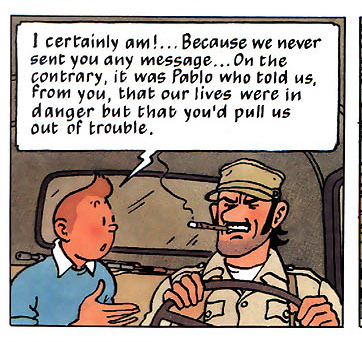 I certainly am!... Because we never
sent you any message... On the
contrary, it was Pablo who told us,
from you, that our lives were in
danger but that you'd pull us
out of trouble.